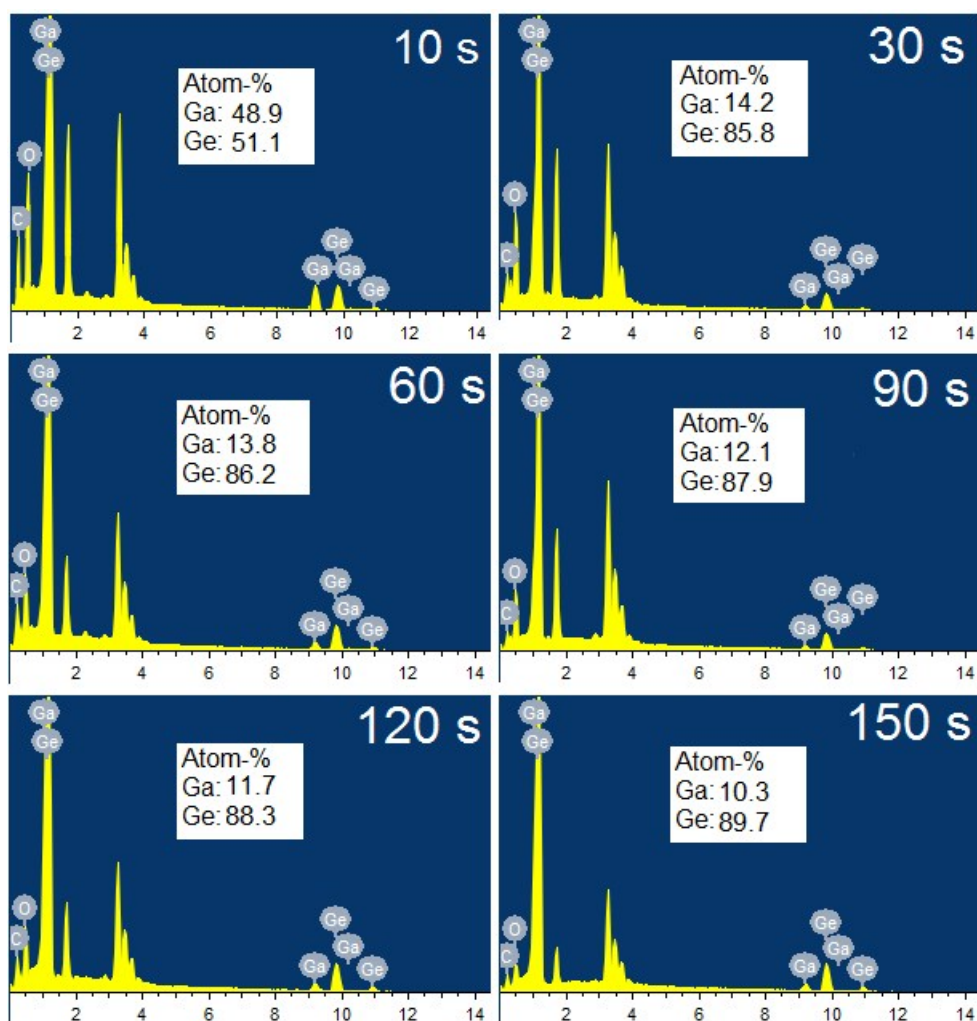 10 s
Ga
Ge
O
C
Atom-%
Ga: 48.9
Ge: 51.1
Ge
Ga Ga
Ge
2 4 6 8 10 12 14
30 s
Ga
Ge
O
C
Atom-%
Ga: 14.2
Ge: 85.8
Ge Ge
Ga Ga
2 4 6 8 10 12 14
60 s
Ga
Ge
O
C
Atom-%
Ga: 13.8
Ge: 86.2
Ge
Ga
Ga Ge
2 4 6 8 10 12 14
90 s
Ga
Ge
O
C
Atom-%
Ga: 12.1
Ge: 87.9
Ge Ge
Ga Ga
2 4 6 8 10 12 14
120 s
Ga
Ge
O
C
Atom-%
Ga: 11.7
Ge: 88.3
Ge
Ga
Ga Ge
2 4 6 8 10 12 14
150 s
Ga
Ge
O
C
Atom-%
Ga: 10.3
Ge: 89.7
Ge
Ga
Ga Ge
2 4 6 8 10 12 14